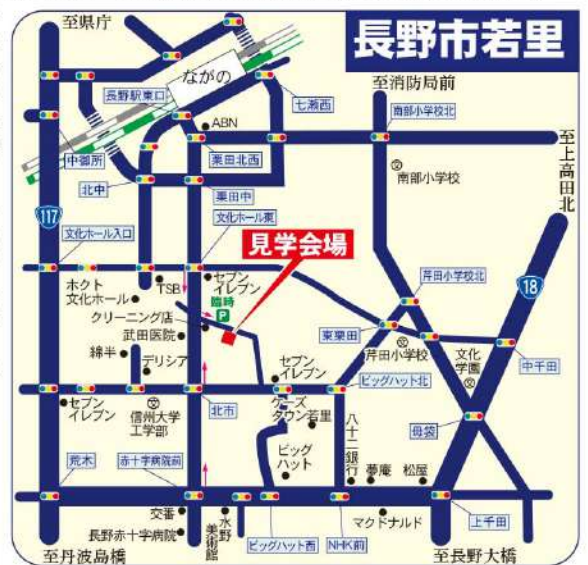 長野市若里
至県庁
ながの
至消防局前
長野駅東口
七瀬西
南部小学校北
ABN
至上高田北
中御所
栗田北西
南部小学校
北中
栗田中
117
文化ホール入口
文化ホール東
見学会場
芹田小学校北
18
ホクト
文化ホール
TSB
セブン
イレブン
臨時
P
クリーニング店
武田医院
東栗田
芹田小学校
文化
学園
中千田
綿半
デリシア
セブン
イレブン
ビッグハット北
セブン
イレブン
信州大学
工学部
北市
ケーズ
タウン若里
母袋
ビッグ
ハット
八十二銀行
夢庵
松屋
荒木
赤十字病院前
交番
長野赤十字病院
美術館
水野
ビッグハット西
NHK前
マクドナルド
上千田
至丹波島橋
至長野大橋